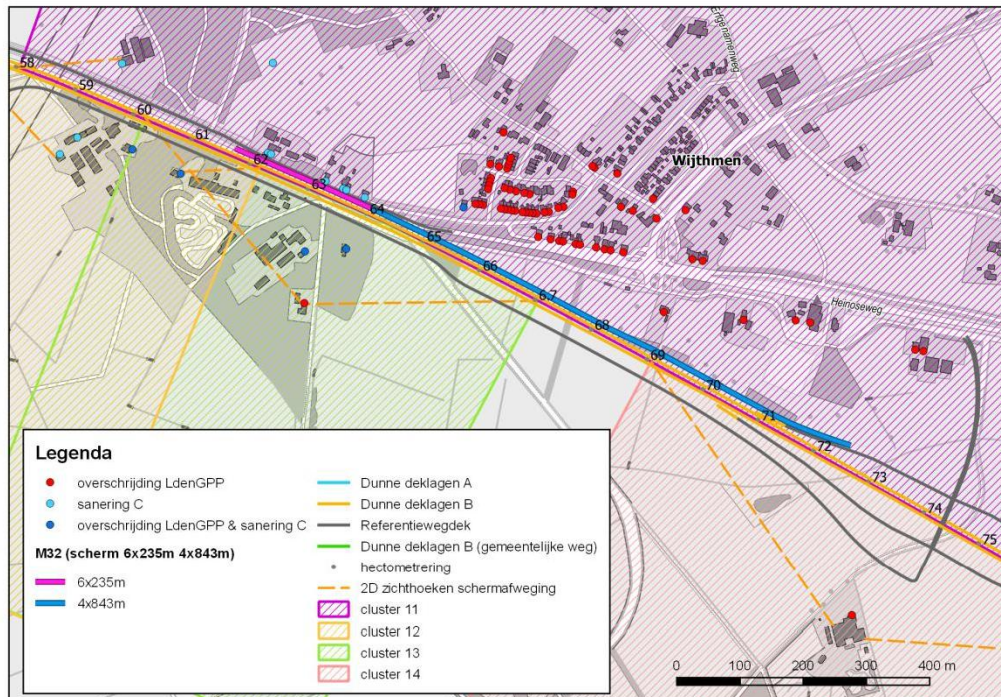 58
59
60
61
62
63
64
65
66
67
68
69
70
71
72
73
74
75
Erfgenamenweg
Wijthmen
Heinoseweg
Legenda
overschrijding LdenGPP
sanering C
overschrijding LdenGPP & sanering C
M32 (scherm 6x235m 4x843m)
6x235m
4x843m
Dunne deklagen A
Dunne deklagen B
Referentiewegdek
Dunne deklagen B (gemeentelijke weg)
hectometrering
2D zichthoeken schermafweging
cluster 11
cluster 12
cluster 13
cluster 14
0 100 200 300 400 m